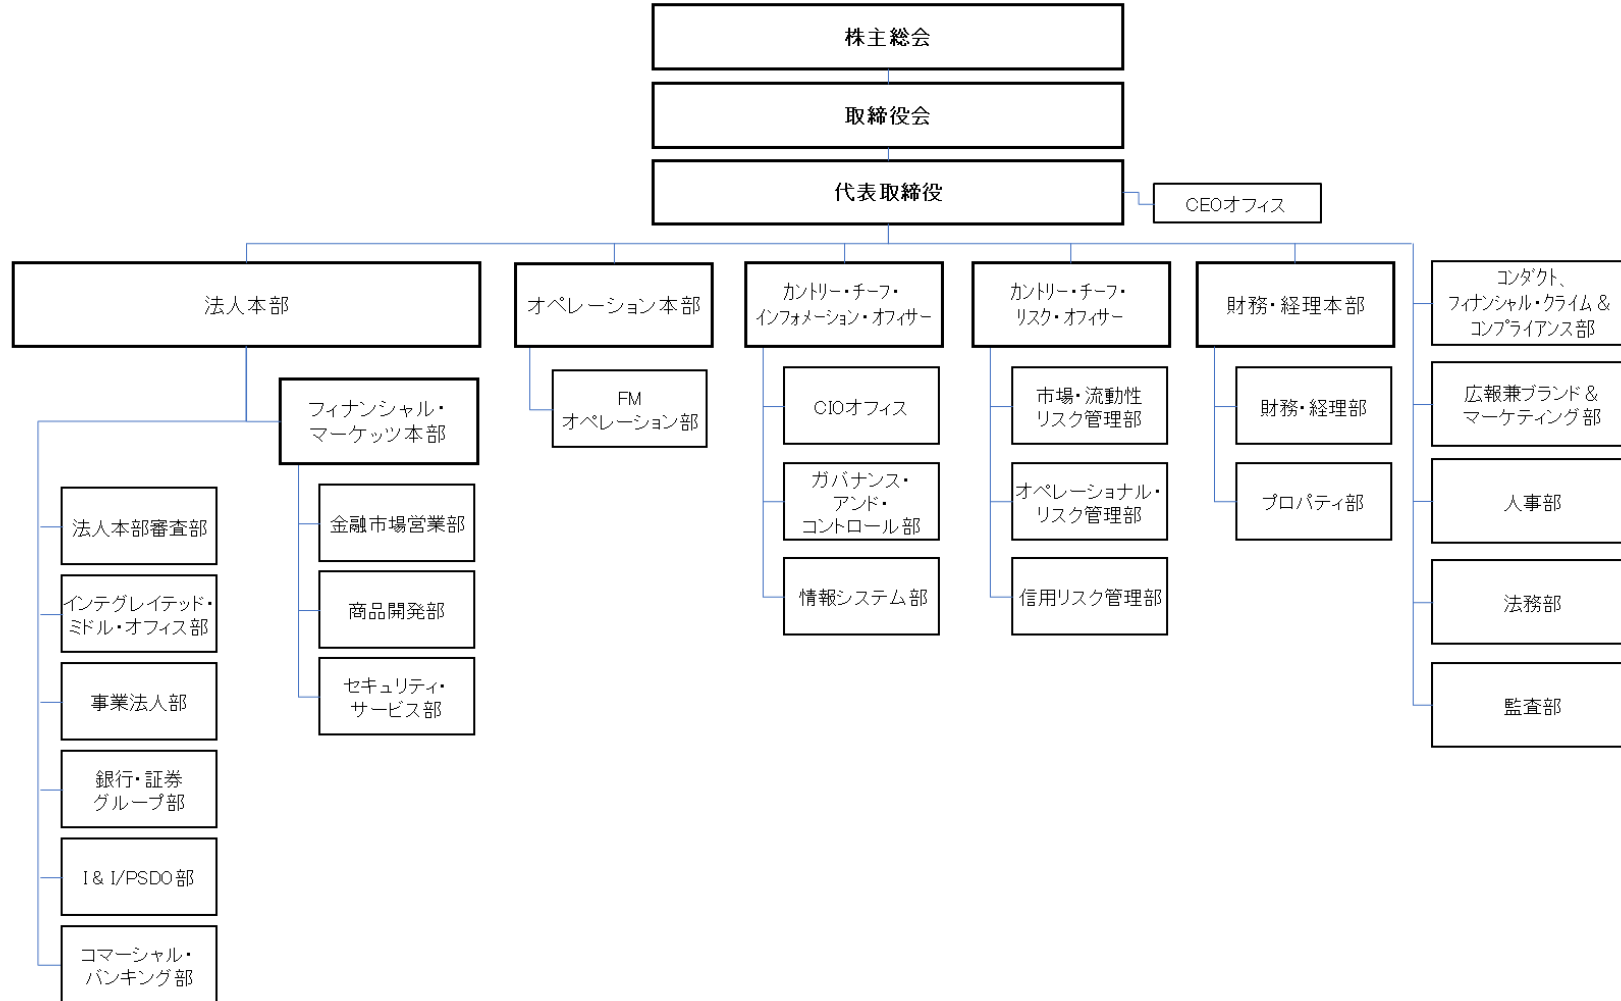 株主総会
取締役会
代表取締役
CEOオフィス
法人本部
オペレーション本部
カントリー・チーフ・
インフォメーション・オフィサー
カントリー・チーフ・
リスク・オフィサー
財務・経理本部
コンダクト、
フィナンシャル・クライム &
コンプライアンス部
フィナンシャル・
マーケッツ本部
FM
オペレーション部
CIOオフィス
市場・流動性
リスク管理部
財務・経理部
広報兼ブランド &
マーケティング部
法人本部審査部
金融市場営業部
ガバナンス・
アンド・
コントロール部
オペレーショナル・
リスク管理部
プロパティ部
人事部
インテグレイテッド・
ミドル・オフィス部
商品開発部
情報システム部
信用リスク管理部
法務部
事業法人部
セキュリティ・
サービス部
監査部
銀行・証券
グループ部
I & I/PSDO部
コマーシャル・
バンキング部